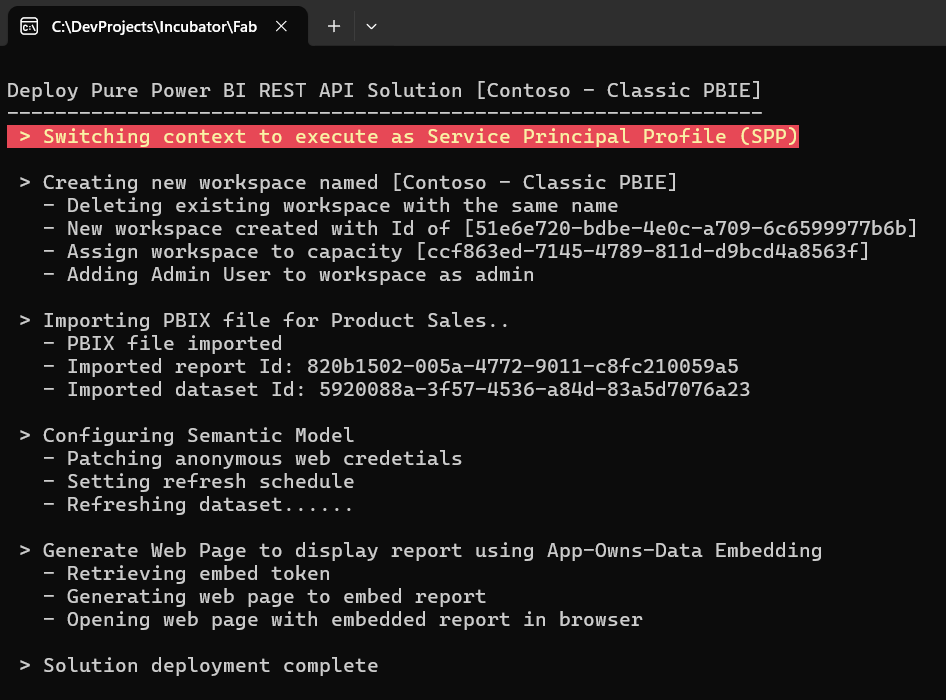 C:\DevProjects\Incubator\Fab
Deploy Pure Power BI REST API Solution [Contoso - Classic PBIE]
---------------------------------------------------------------
> Switching context to execute as Service Principal Profile (SPP)
> Creating new workspace named [Contoso - Classic PBIE]
- Deleting existing workspace with the same name
- New workspace created with Id of [51e6e720-bdbe-4e0c-a709-6c6599977b6b]
- Assign workspace to capacity [ccf863ed-7145-4789-811d-d9bcd4a8563f]
- Adding Admin User to workspace as admin
> Importing PBIX file for Product Sales..
- PBIX file imported
- Imported report Id: 820b1502-005a-4772-9011-c8fc210059a5
- Imported dataset Id: 5920088a-3f57-4536-a84d-83a5d7076a23
> Configuring Semantic Model
- Patching anonymous web credetials
- Setting refresh schedule
- Refreshing dataset......
> Generate Web Page to display report using App-Owns-Data Embedding
- Retrieving embed token
- Generating web page to embed report
- Opening web page with embedded report in browser
> Solution deployment complete